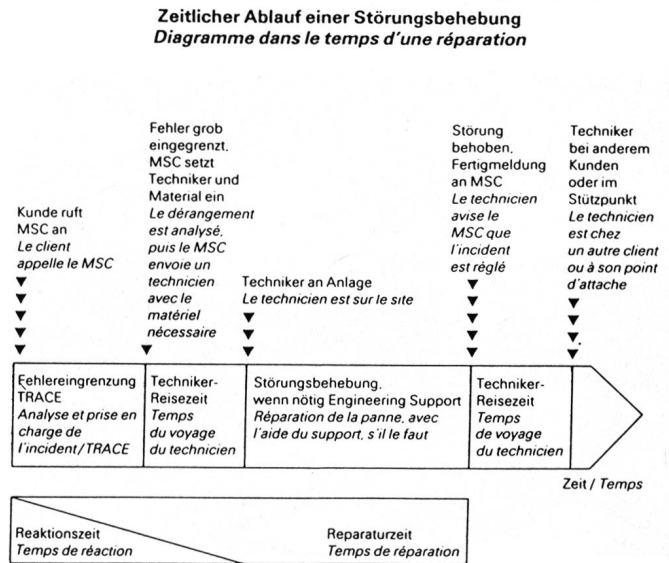 Zeitlicher Ablauf einer Störungsbehebung
Diagramme dans le temps d'une réparation
Kunde ruft
MSC an
Le client
appelle le MSC
Fehler grob
eingegrenzt,
MSC setzt
Techniker und
Material ein
Le dérangement
est analysé,
puis le MSC
envoie un
technicien
avec le
matériel
nécessaire
Techniker an Anlage
Le technicien est sur le site
Störung
behoben,
Fertigmeldung
an MSC
Le technicien
avise le
MSC que
l'incident
est réglé
Techniker
bei anderem
Kunden
oder im
Stützpunkt
Le technicien
est chez
un autre client
ou à son point
d'attache
Fehlereingrenzung
TRACE
Analyse et prise en
charge de
l'incident/TRACE
Techniker-
Reisezeit
Temps
du voyage
du technicien
Störungsbehebung,
wenn nötig Engineering Support
Réparation de la panne, avec
l'aide du support, s'il le faut
Techniker-
Reisezeit
Temps
de voyage
du technicien
Zeit / Temps
Reaktionszeit
Temps de réaction
Reparaturzeit
Temps de réparation